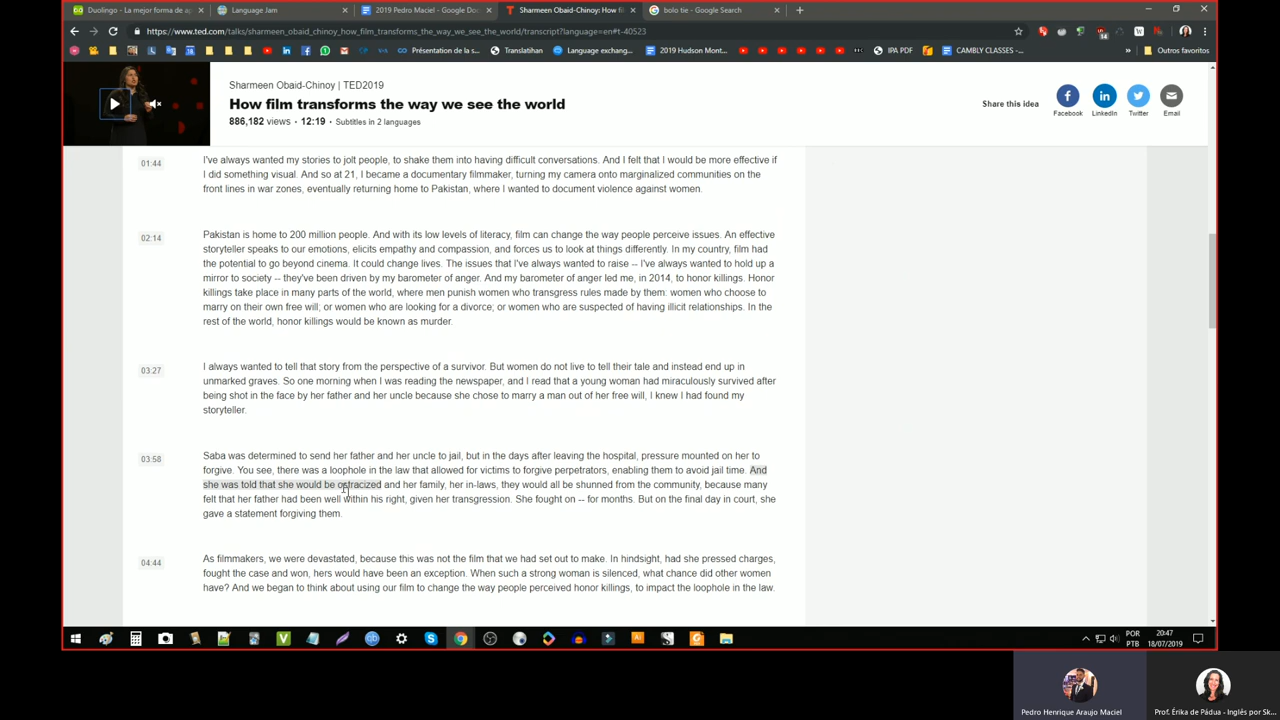 Duolingo - La mejor forma de ap
Language Jam
2019 Pedro Maciel - Google Doc
Sharmeen Obaid-Chinoy: How fil
bolo tie - Google Search
https://www.ted.com/talks/sharmeen_obaid_chinoy_how_film_transforms_the_way_we_see_the_world/transcript?language=en#t-40523
Présentation de la s...
Translatihan
Language exchang...
2019 Hudson Mont...
IPA PDF
CAMBLY CLASSES -...
Outros favoritos
Sharmeen Obaid-Chinoy | TED2019
How film transforms the way we see the world
886,182 views • 12:19 • Subtitles in 2 languages
Share this idea
Facebook
LinkedIn
Twitter
Email
01:44
I've always wanted my stories to jolt people, to shake them into having difficult conversations. And I felt that I would be more effective if
I did something visual. And so at 21, I became a documentary filmmaker, turning my camera onto marginalized communities on the
front lines in war zones, eventually returning home to Pakistan, where I wanted to document violence against women.
02:14
Pakistan is home to 200 million people. And with its low levels of literacy, film can change the way people perceive issues. An effective
storyteller speaks to our emotions, elicits empathy and compassion, and forces us to look at things differently. In my country, film had
the potential to go beyond cinema. It could change lives. The issues that I've always wanted to raise -- I've always wanted to hold up a
mirror to society -- they've been driven by my barometer of anger. And my barometer of anger led me, in 2014, to honor killings. Honor
killings take place in many parts of the world, where men punish women who transgress rules made by them: women who choose to
marry on their own free will; or women who are looking for a divorce; or women who are suspected of having illicit relationships. In the
rest of the world, honor killings would be known as murder.
03:27
I always wanted to tell that story from the perspective of a survivor. But women do not live to tell their tale and instead end up in
unmarked graves. So one morning when I was reading the newspaper, and I read that a young woman had miraculously survived after
being shot in the face by her father and her uncle because she chose to marry a man out of her free will, I knew I had found my
storyteller.
03:58
Saba was determined to send her father and her uncle to jail, but in the days after leaving the hospital, pressure mounted on her to
forgive. You see, there was a loophole in the law that allowed for victims to forgive perpetrators, enabling them to avoid jail time. And
she was told that she would be ostracized and her family, her in-laws, they would all be shunned from the community, because many
felt that her father had been well within his right, given her transgression. She fought on -- for months. But on the final day in court, she
gave a statement forgiving them.
04:44
As filmmakers, we were devastated, because this was not the film that we had set out to make. In hindsight, had she pressed charges,
fought the case and won, hers would have been an exception. When such a strong woman is silenced, what chance did other women
have? And we began to think about using our film to change the way people perceived honor killings, to impact the loophole in the law.
POR
PTB
20:47
18/07/2019
Pedro Henrique Araujo Maciel
Prof. Érika de Pádua - Inglês por Sk...